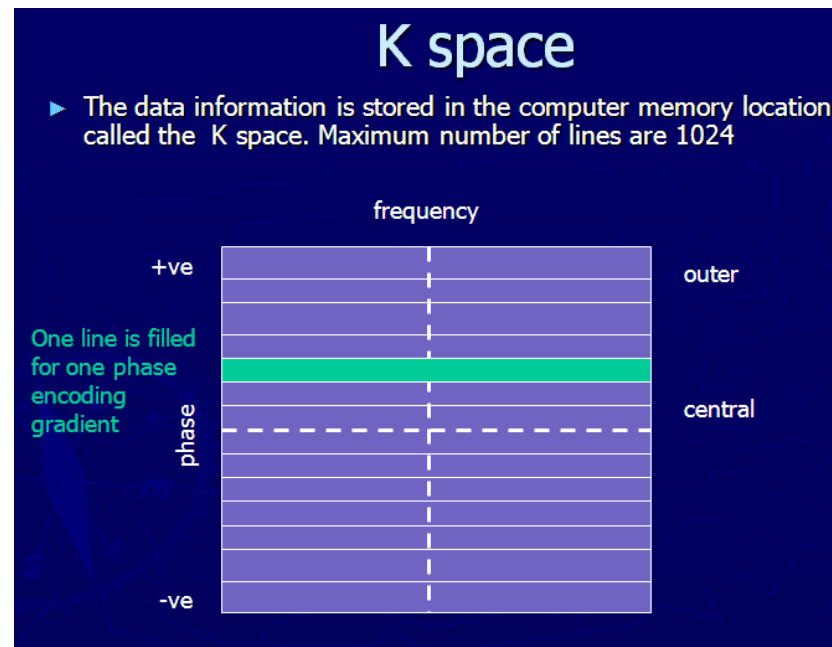 K space
► The data information is stored in the computer memory location
called the K space. Maximum number of lines are 1024
frequency
+ve
outer
One line is filled
for one phase
encoding
gradient
phase
central
-ve